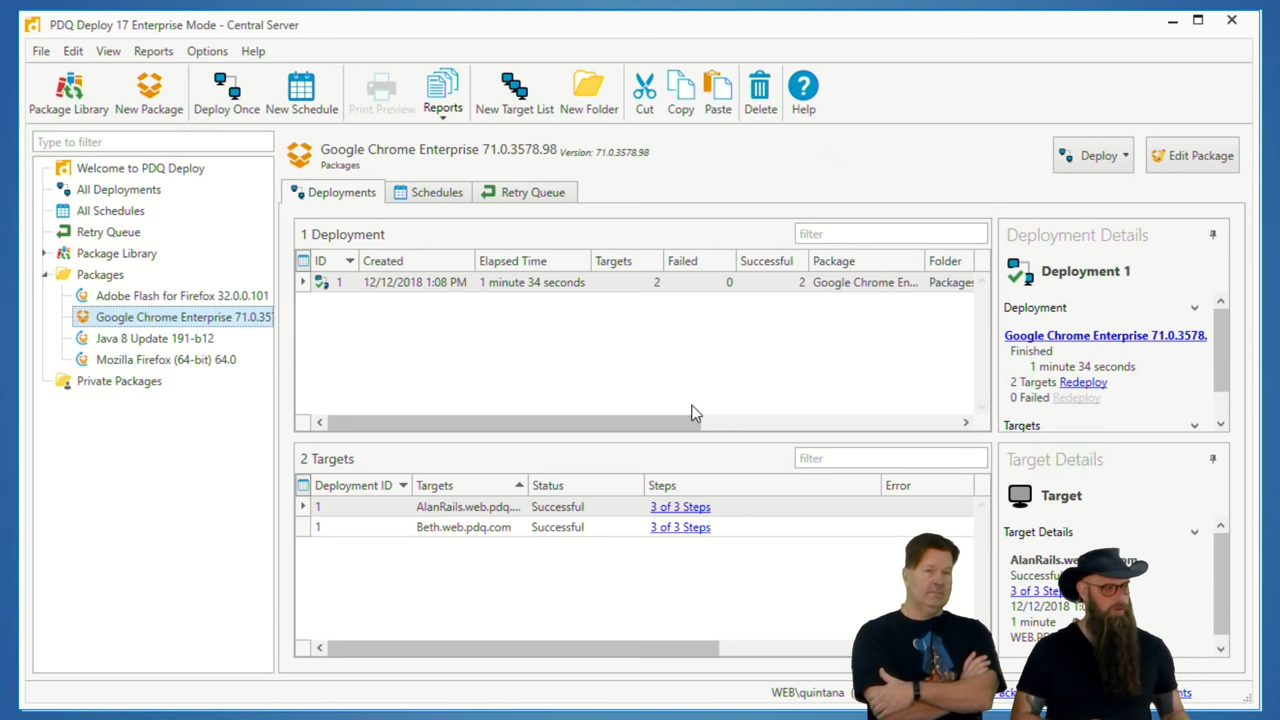 PDQ Deploy 17 Enterprise Mode - Central Server
File Edit View Reports Options Help
Package Library New Package Deploy Once New Schedule Print Preview Reports New Target List New Folder Cut Copy Paste Delete Help
Type to filter
Welcome to PDQ Deploy
All Deployments
All Schedules
Retry Queue
Package Library
Packages
Adobe Flash for Firefox 32.0.0.101
Google Chrome Enterprise 71.0.35
Java 8 Update 191-b12
Mozilla Firefox (64-bit) 64.0
Private Packages
Google Chrome Enterprise 71.0.3578.98 Version: 71.0.3578.98
Packages
Deploy Edit Package
Deployments Schedules Retry Queue
1 Deployment filter
ID Created Elapsed Time Targets Failed Successful Package Folder
1 12/12/2018 1:08 PM 1 minute 34 seconds 2 0 2 Google Chrome En... Packages
2 Targets filter
Deployment ID Targets Status Steps Error
1 AlanRails.web.pdq.... Successful 3 of 3 Steps
1 Beth.web.pdq.com Successful 3 of 3 Steps
Deployment Details
Deployment 1
Deployment
Google Chrome Enterprise 71.0.3578.
Finished
1 minute 34 seconds
2 Targets Redeploy
0 Failed Redeploy
Targets
Target Details
Target
Target Details
AlanRails.we
Successful
3 of 3 Step
12/12/2018
1 minute
WEB\quintana